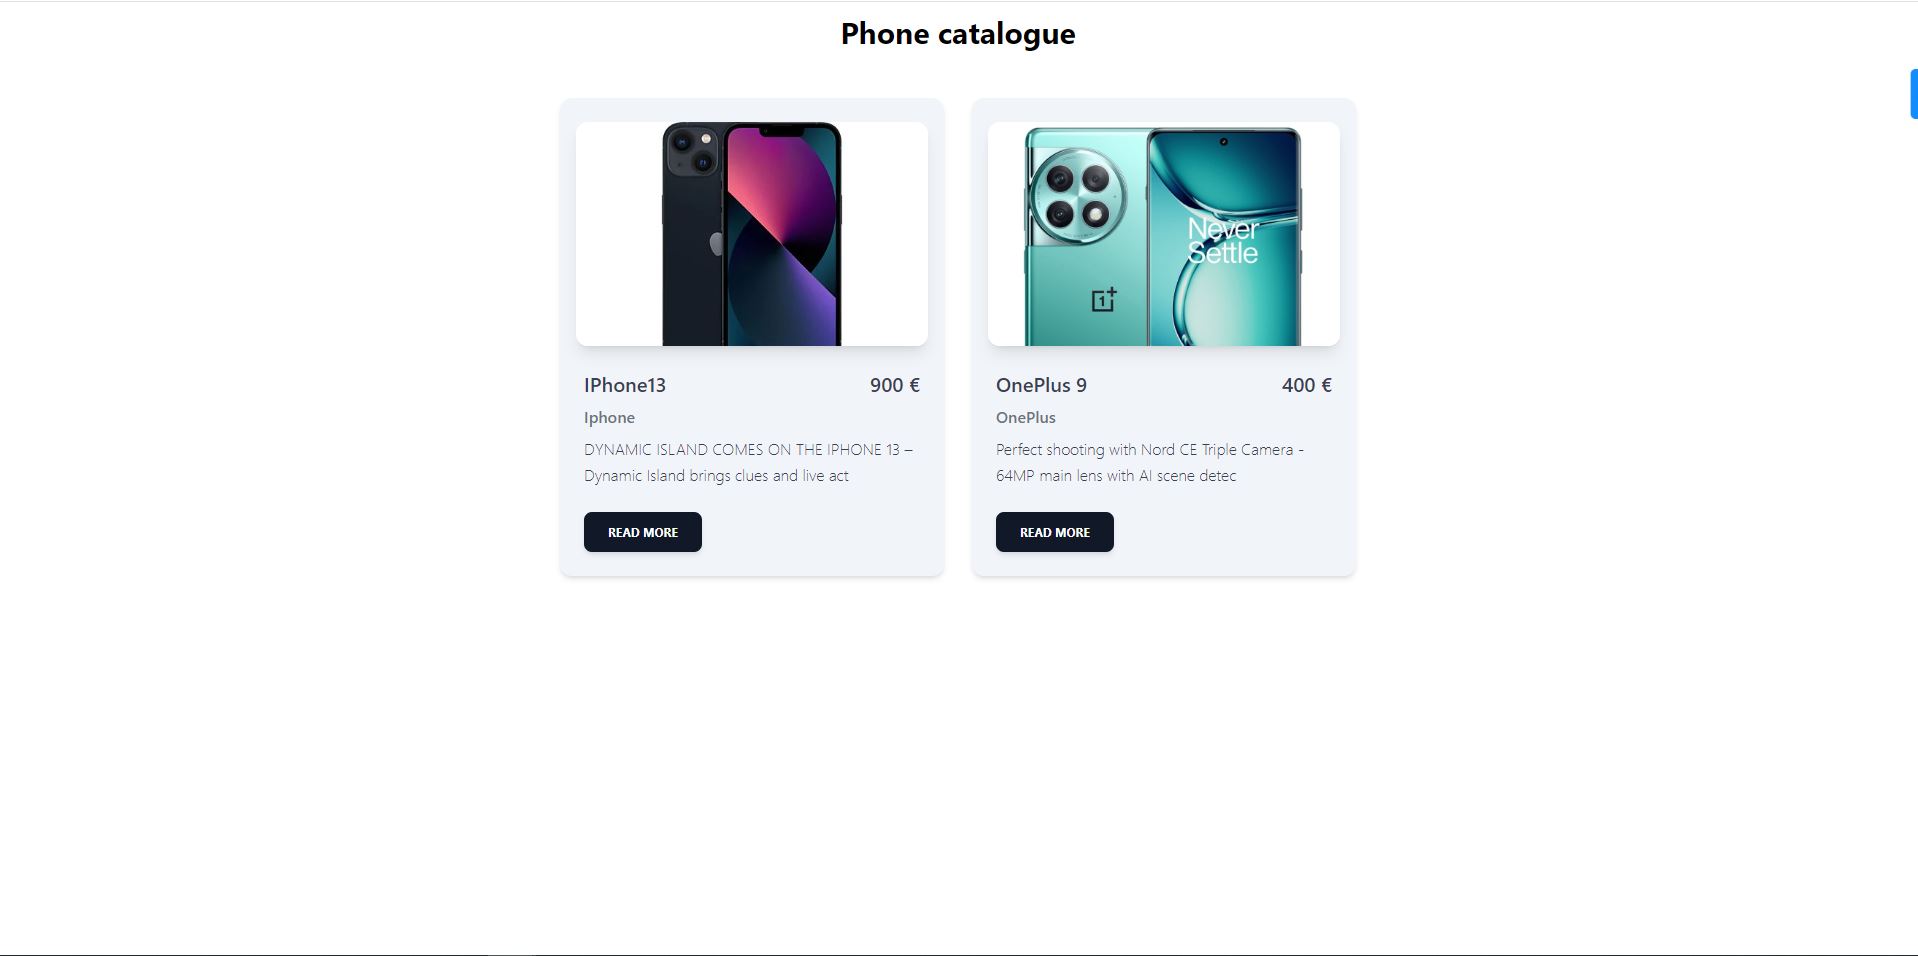 Phone catalogue
Never
Settle
1+
IPhone13 900 €
Iphone
DYNAMIC ISLAND COMES ON THE IPHONE 13 –
Dynamic Island brings clues and live act
READ MORE
OnePlus 9 400 €
OnePlus
Perfect shooting with Nord CE Triple Camera -
64MP main lens with AI scene detec
READ MORE